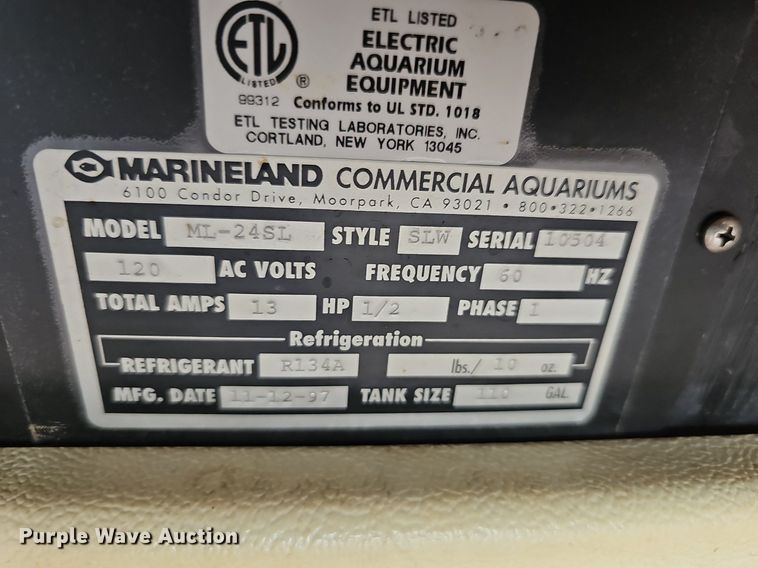 ETL LISTED
ELECTRIC
AQUARIUM
EQUIPMENT
ETL
LISTED
®
99312 Conforms to UL STD. 1018
ETL TESTING LABORATORIES, INC.
CORTLAND, NEW YORK 13045
MARINELAND COMMERCIAL AQUARIUMS
6100 Condor Drive, Moorpark, CA 93021 • 800•322•1266
MODEL ML-24SL STYLE SLW SERIAL 10504
120 AC VOLTS FREQUENCY 60 HZ
TOTAL AMPS 13 HP 1/2 PHASE 1
Refrigeration
REFRIGERANT R134A lbs./ 10 oz.
MFG. DATE 11-12-97 TANK SIZE 110 GAL.
Purple Wave Auction